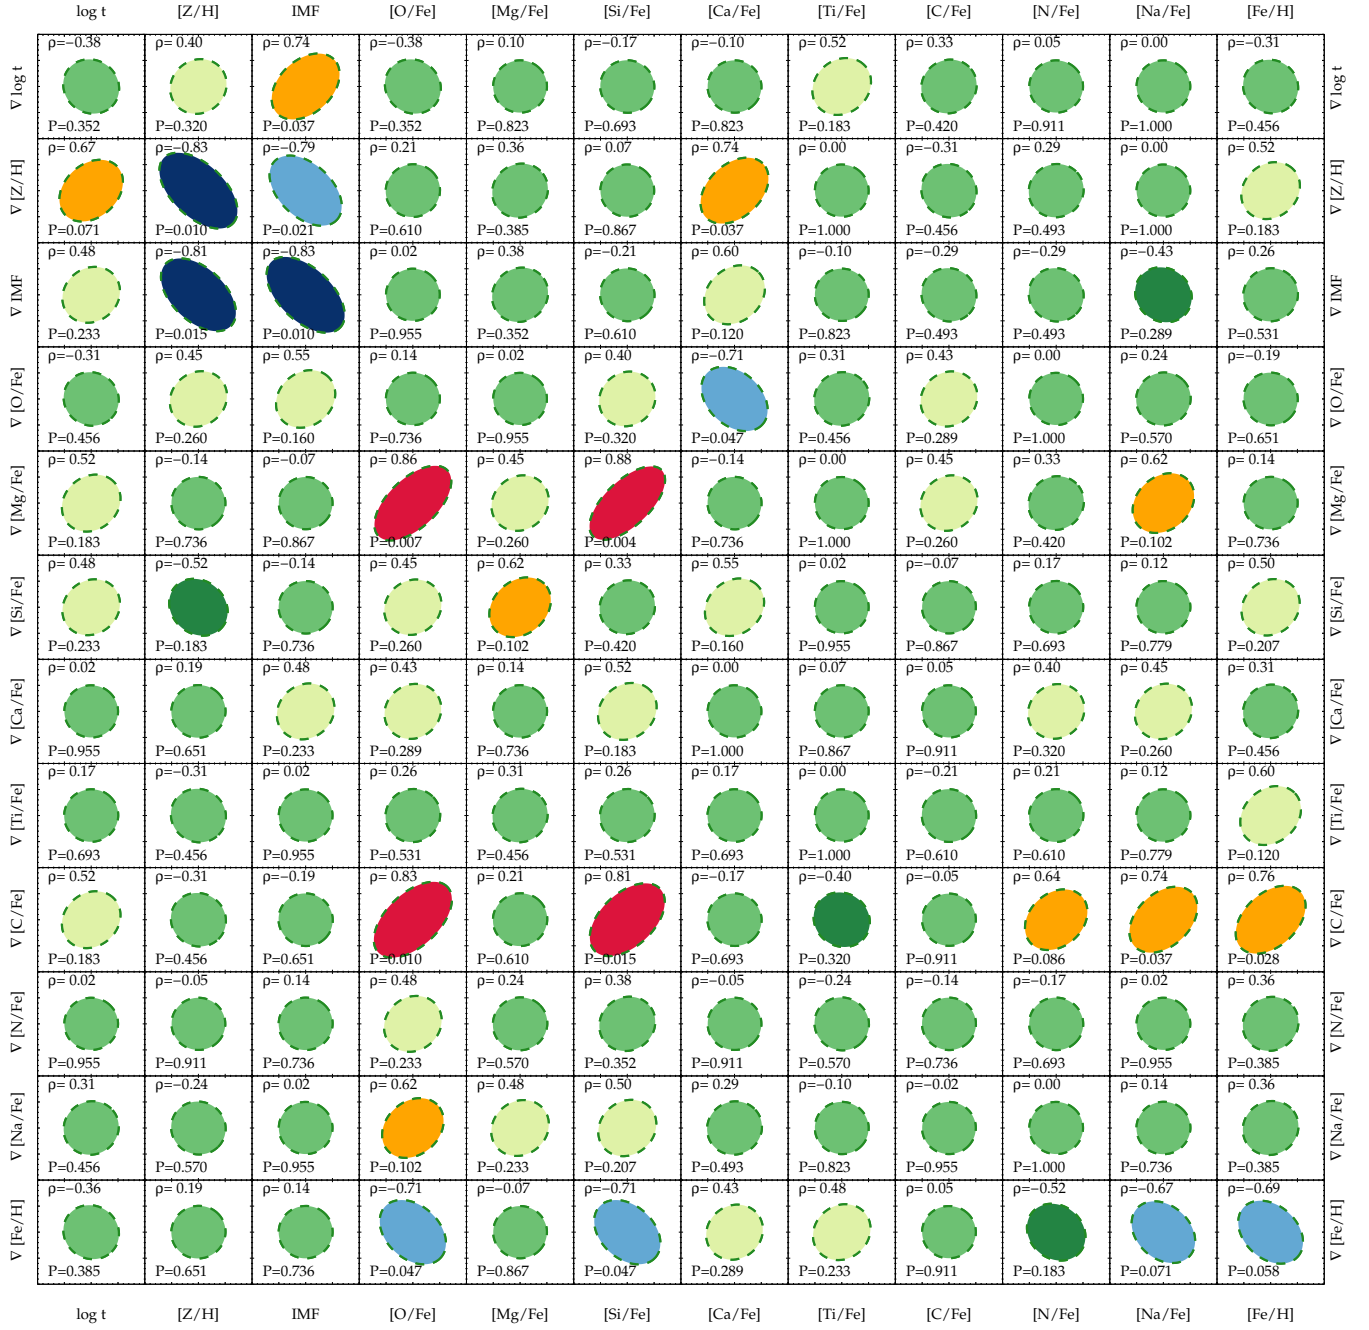 log t [Z/H] IMF [O/Fe] [Mg/Fe] [Si/Fe] [Ca/Fe] [Ti/Fe] [C/Fe] [N/Fe] [Na/Fe] [Fe/H]
ρ=−0.38 ρ= 0.40 ρ= 0.74 ρ=−0.38 ρ= 0.10 ρ=−0.17 ρ=−0.10 ρ= 0.52 ρ= 0.33 ρ= 0.05 ρ= 0.00 ρ=−0.31
∇ log t ∇ log t
P=0.352 P=0.320 P=0.037 P=0.352 P=0.823 P=0.693 P=0.823 P=0.183 P=0.420 P=0.911 P=1.000 P=0.456
ρ= 0.67 ρ=−0.83 ρ=−0.79 ρ= 0.21 ρ= 0.36 ρ= 0.07 ρ= 0.74 ρ= 0.00 ρ=−0.31 ρ= 0.29 ρ= 0.00 ρ= 0.52
∇ [Z/H] ∇ [Z/H]
P=0.071 P=0.010 P=0.021 P=0.610 P=0.385 P=0.867 P=0.037 P=1.000 P=0.456 P=0.493 P=1.000 P=0.183
ρ= 0.48 ρ=−0.81 ρ=−0.83 ρ= 0.02 ρ= 0.38 ρ=−0.21 ρ= 0.60 ρ=−0.10 ρ=−0.29 ρ=−0.29 ρ=−0.43 ρ= 0.26
∇ IMF ∇ IMF
P=0.233 P=0.015 P=0.010 P=0.955 P=0.352 P=0.610 P=0.120 P=0.823 P=0.493 P=0.493 P=0.289 P=0.531
ρ=−0.31 ρ= 0.45 ρ= 0.55 ρ= 0.14 ρ= 0.02 ρ= 0.40 ρ=−0.71 ρ= 0.31 ρ= 0.43 ρ= 0.00 ρ= 0.24 ρ=−0.19
∇ [O/Fe] ∇ [O/Fe]
P=0.456 P=0.260 P=0.160 P=0.736 P=0.955 P=0.320 P=0.047 P=0.456 P=0.289 P=1.000 P=0.570 P=0.651
ρ= 0.52 ρ=−0.14 ρ=−0.07 ρ= 0.86 ρ= 0.45 ρ= 0.88 ρ=−0.14 ρ= 0.00 ρ= 0.45 ρ= 0.33 ρ= 0.62 ρ= 0.14
∇ [Mg/Fe] ∇ [Mg/Fe]
P=0.183 P=0.736 P=0.867 P=0.007 P=0.260 P=0.004 P=0.736 P=1.000 P=0.260 P=0.420 P=0.102 P=0.736
ρ= 0.48 ρ=−0.52 ρ=−0.14 ρ= 0.45 ρ= 0.62 ρ= 0.33 ρ= 0.55 ρ= 0.02 ρ=−0.07 ρ= 0.17 ρ= 0.12 ρ= 0.50
∇ [Si/Fe] ∇ [Si/Fe]
P=0.233 P=0.183 P=0.736 P=0.260 P=0.102 P=0.420 P=0.160 P=0.955 P=0.867 P=0.693 P=0.779 P=0.207
ρ= 0.02 ρ= 0.19 ρ= 0.48 ρ= 0.43 ρ= 0.14 ρ= 0.52 ρ= 0.00 ρ= 0.07 ρ= 0.05 ρ= 0.40 ρ= 0.45 ρ= 0.31
∇ [Ca/Fe] ∇ [Ca/Fe]
P=0.955 P=0.651 P=0.233 P=0.289 P=0.736 P=0.183 P=1.000 P=0.867 P=0.911 P=0.320 P=0.260 P=0.456
ρ= 0.17 ρ=−0.31 ρ= 0.02 ρ= 0.26 ρ= 0.31 ρ= 0.26 ρ= 0.17 ρ= 0.00 ρ=−0.21 ρ= 0.21 ρ= 0.12 ρ= 0.60
∇ [Ti/Fe] ∇ [Ti/Fe]
P=0.693 P=0.456 P=0.955 P=0.531 P=0.456 P=0.531 P=0.693 P=1.000 P=0.610 P=0.610 P=0.779 P=0.120
ρ= 0.52 ρ=−0.31 ρ=−0.19 ρ= 0.83 ρ= 0.21 ρ= 0.81 ρ=−0.17 ρ=−0.40 ρ=−0.05 ρ= 0.64 ρ= 0.74 ρ= 0.76
∇ [C/Fe] ∇ [C/Fe]
P=0.183 P=0.456 P=0.651 P=0.010 P=0.610 P=0.015 P=0.693 P=0.320 P=0.911 P=0.086 P=0.037 P=0.028
ρ= 0.02 ρ=−0.05 ρ= 0.14 ρ= 0.48 ρ= 0.24 ρ= 0.38 ρ=−0.05 ρ=−0.24 ρ=−0.14 ρ=−0.17 ρ= 0.02 ρ= 0.36
∇ [N/Fe] ∇ [N/Fe]
P=0.955 P=0.911 P=0.736 P=0.233 P=0.570 P=0.352 P=0.911 P=0.570 P=0.736 P=0.693 P=0.955 P=0.385
ρ= 0.31 ρ=−0.24 ρ= 0.02 ρ= 0.62 ρ= 0.48 ρ= 0.50 ρ= 0.29 ρ=−0.10 ρ=−0.02 ρ= 0.00 ρ= 0.14 ρ= 0.36
∇ [Na/Fe] ∇ [Na/Fe]
P=0.456 P=0.570 P=0.955 P=0.102 P=0.233 P=0.207 P=0.493 P=0.823 P=0.955 P=1.000 P=0.736 P=0.385
ρ=−0.36 ρ= 0.19 ρ= 0.14 ρ=−0.71 ρ=−0.07 ρ=−0.71 ρ= 0.43 ρ= 0.48 ρ= 0.05 ρ=−0.52 ρ=−0.67 ρ=−0.69
∇ [Fe/H] ∇ [Fe/H]
P=0.385 P=0.651 P=0.736 P=0.047 P=0.867 P=0.047 P=0.289 P=0.233 P=0.911 P=0.183 P=0.071 P=0.058
log t [Z/H] IMF [O/Fe] [Mg/Fe] [Si/Fe] [Ca/Fe] [Ti/Fe] [C/Fe] [N/Fe] [Na/Fe] [Fe/H]